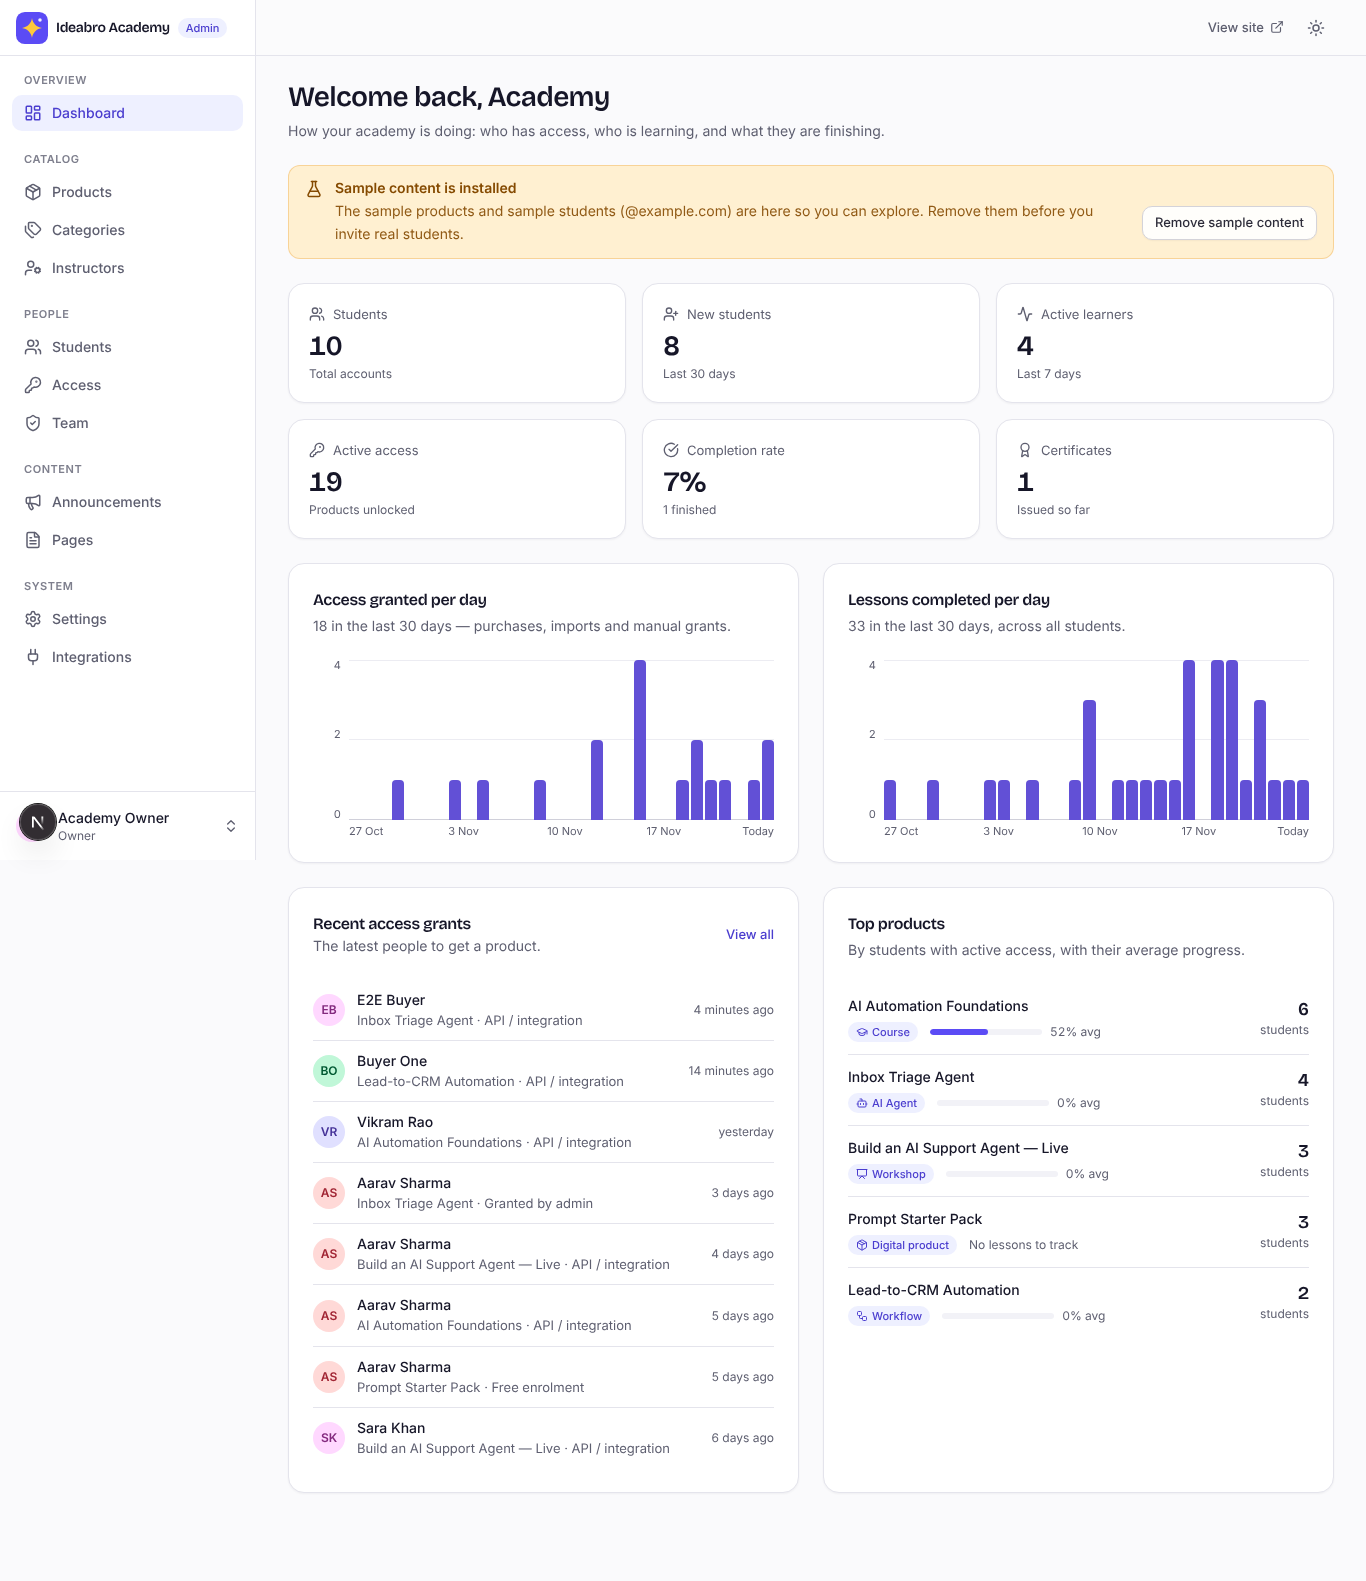 Ideabro Academy Admin
View site
OVERVIEW
Dashboard
CATALOG
Products
Categories
Instructors
PEOPLE
Students
Access
Team
CONTENT
Announcements
Pages
SYSTEM
Settings
Integrations
N
Academy Owner
Owner
Welcome back, Academy
How your academy is doing: who has access, who is learning, and what they are finishing.
Sample content is installed
The sample products and sample students (@example.com) are here so you can explore. Remove them before you
invite real students.
Remove sample content
Students
10
Total accounts
New students
8
Last 30 days
Active learners
4
Last 7 days
Active access
19
Products unlocked
Completion rate
7%
1 finished
Certificates
1
Issued so far
Access granted per day
18 in the last 30 days — purchases, imports and manual grants.
4
2
0
27 Oct 3 Nov 10 Nov 17 Nov Today
Lessons completed per day
33 in the last 30 days, across all students.
4
2
0
27 Oct 3 Nov 10 Nov 17 Nov Today
Recent access grants
The latest people to get a product.
View all
EB
E2E Buyer
Inbox Triage Agent · API / integration
4 minutes ago
BO
Buyer One
Lead-to-CRM Automation · API / integration
14 minutes ago
VR
Vikram Rao
AI Automation Foundations · API / integration
yesterday
AS
Aarav Sharma
Inbox Triage Agent · Granted by admin
3 days ago
AS
Aarav Sharma
Build an AI Support Agent — Live · API / integration
4 days ago
AS
Aarav Sharma
AI Automation Foundations · API / integration
5 days ago
AS
Aarav Sharma
Prompt Starter Pack · Free enrolment
5 days ago
SK
Sara Khan
Build an AI Support Agent — Live · API / integration
6 days ago
Top products
By students with active access, with their average progress.
AI Automation Foundations
Course 52% avg
6
students
Inbox Triage Agent
AI Agent 0% avg
4
students
Build an AI Support Agent — Live
Workshop 0% avg
3
students
Prompt Starter Pack
Digital product No lessons to track
3
students
Lead-to-CRM Automation
Workflow 0% avg
2
students